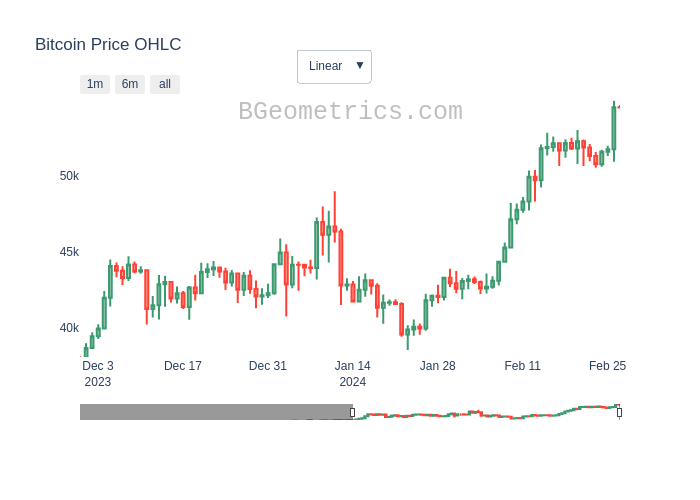 Bitcoin Price OHLC
Linear ▼
1m 6m all
BGeometrics.com
50k
45k
40k
Dec 3 Dec 17 Dec 31 Jan 14 Jan 28 Feb 11 Feb 25
2023 2024